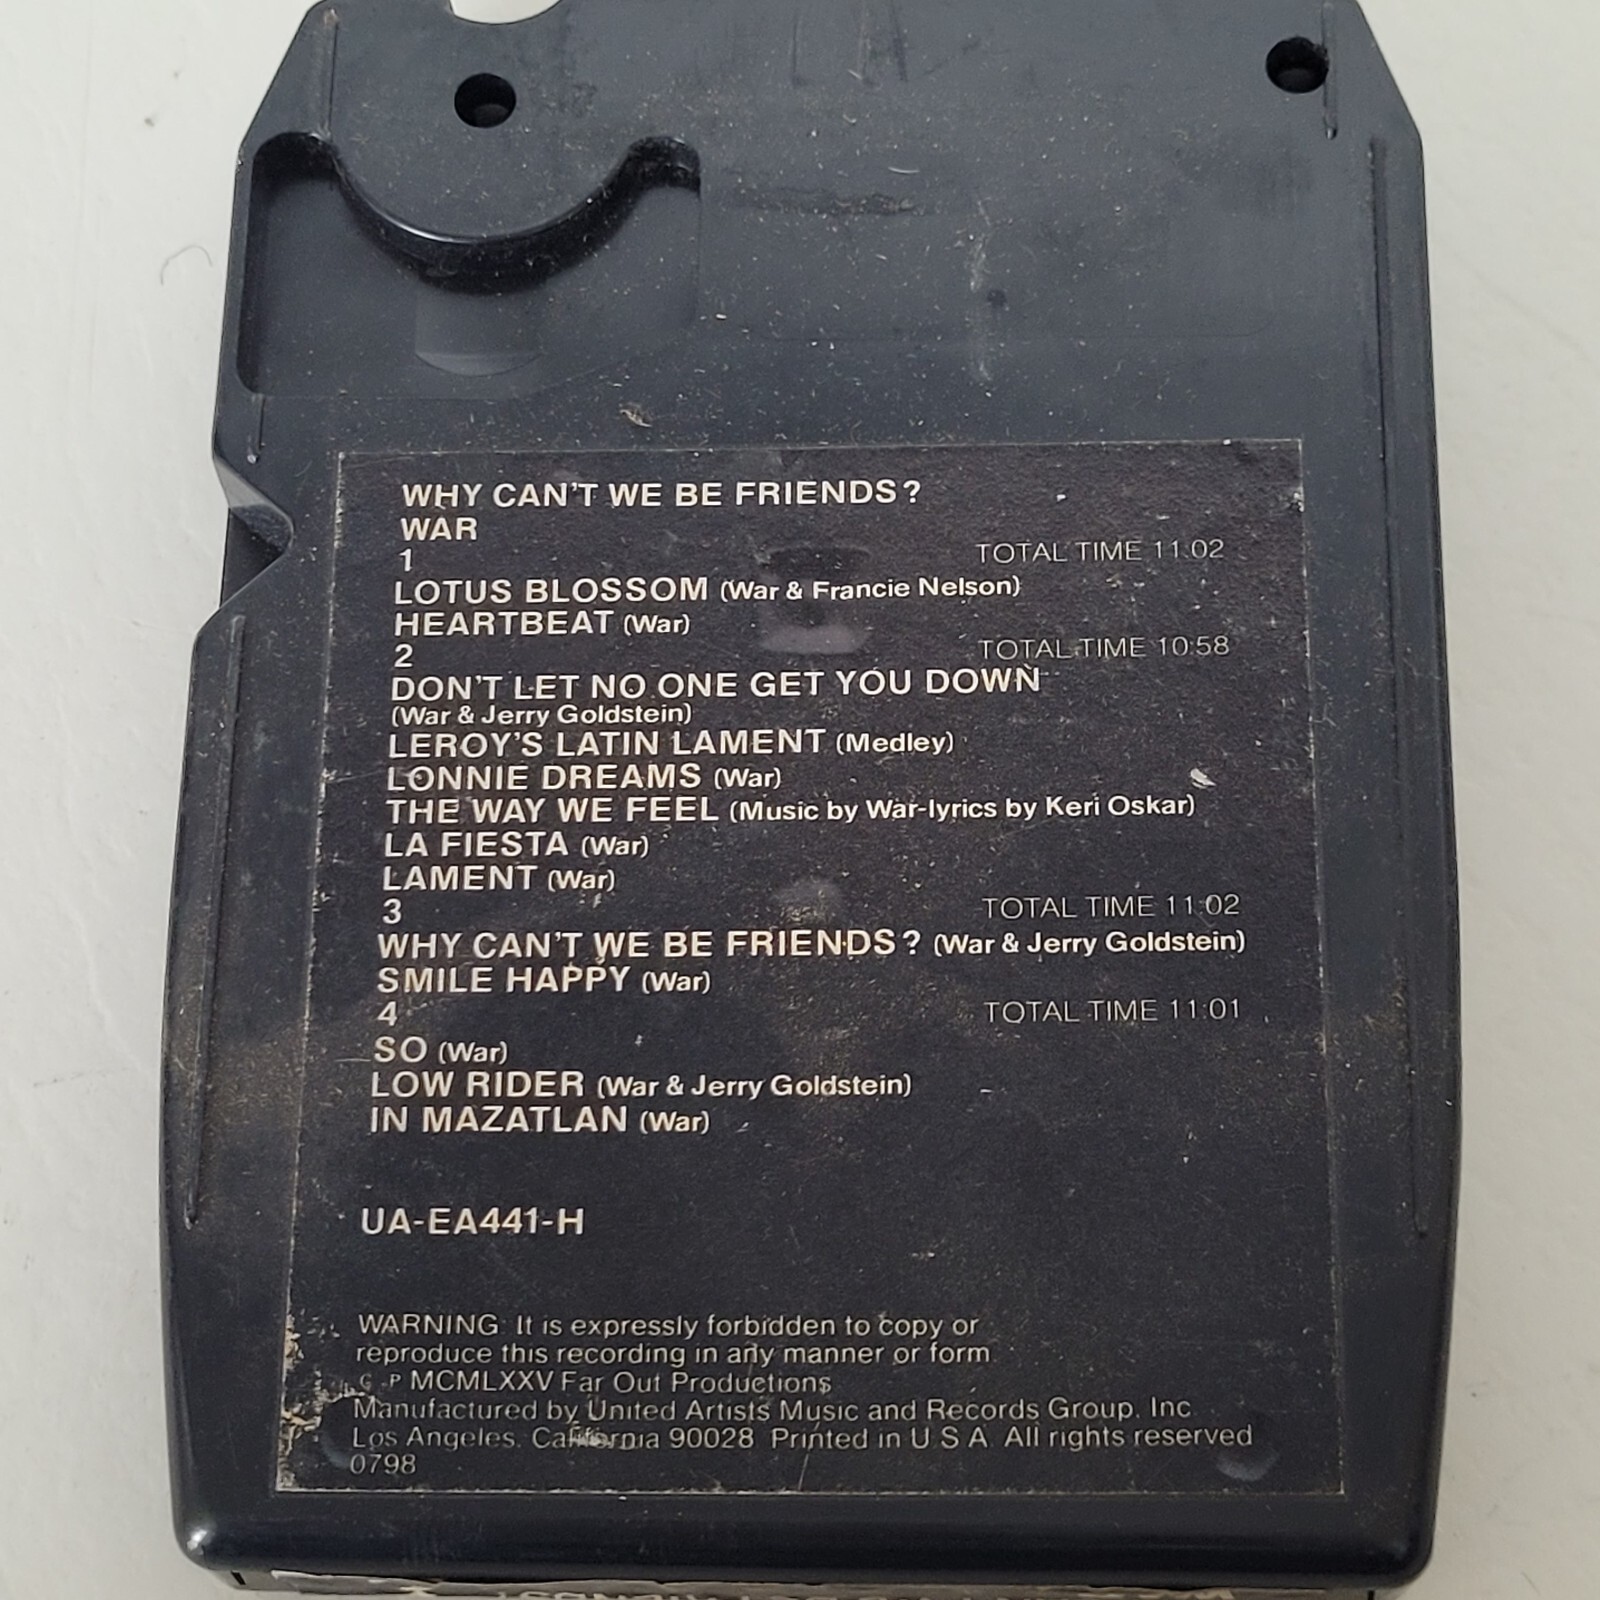 WHY CAN'T WE BE FRIENDS?
WAR
1 TOTAL TIME 11:02
LOTUS BLOSSOM (War & Francie Nelson)
HEARTBEAT (War)
2 TOTAL TIME 10:58
DON'T LET NO ONE GET YOU DOWN
(War & Jerry Goldstein)
LEROY'S LATIN LAMENT (Medley)
LONNIE DREAMS (War)
THE WAY WE FEEL (Music by War-lyrics by Keri Oskar)
LA FIESTA (War)
LAMENT (War)
3 TOTAL TIME 11:02
WHY CAN'T WE BE FRIENDS? (War & Jerry Goldstein)
SMILE HAPPY (War)
4 TOTAL TIME 11:01
SO (War)
LOW RIDER (War & Jerry Goldstein)
IN MAZATLAN (War)
UA-EA441-H
WARNING: It is expressly forbidden to copy or
reproduce this recording in any manner or form
C P MCMLXXV Far Out Productions
Manufactured by United Artists Music and Records Group, Inc.
Los Angeles, California 90028 Printed in U.S.A. All rights reserved
0798